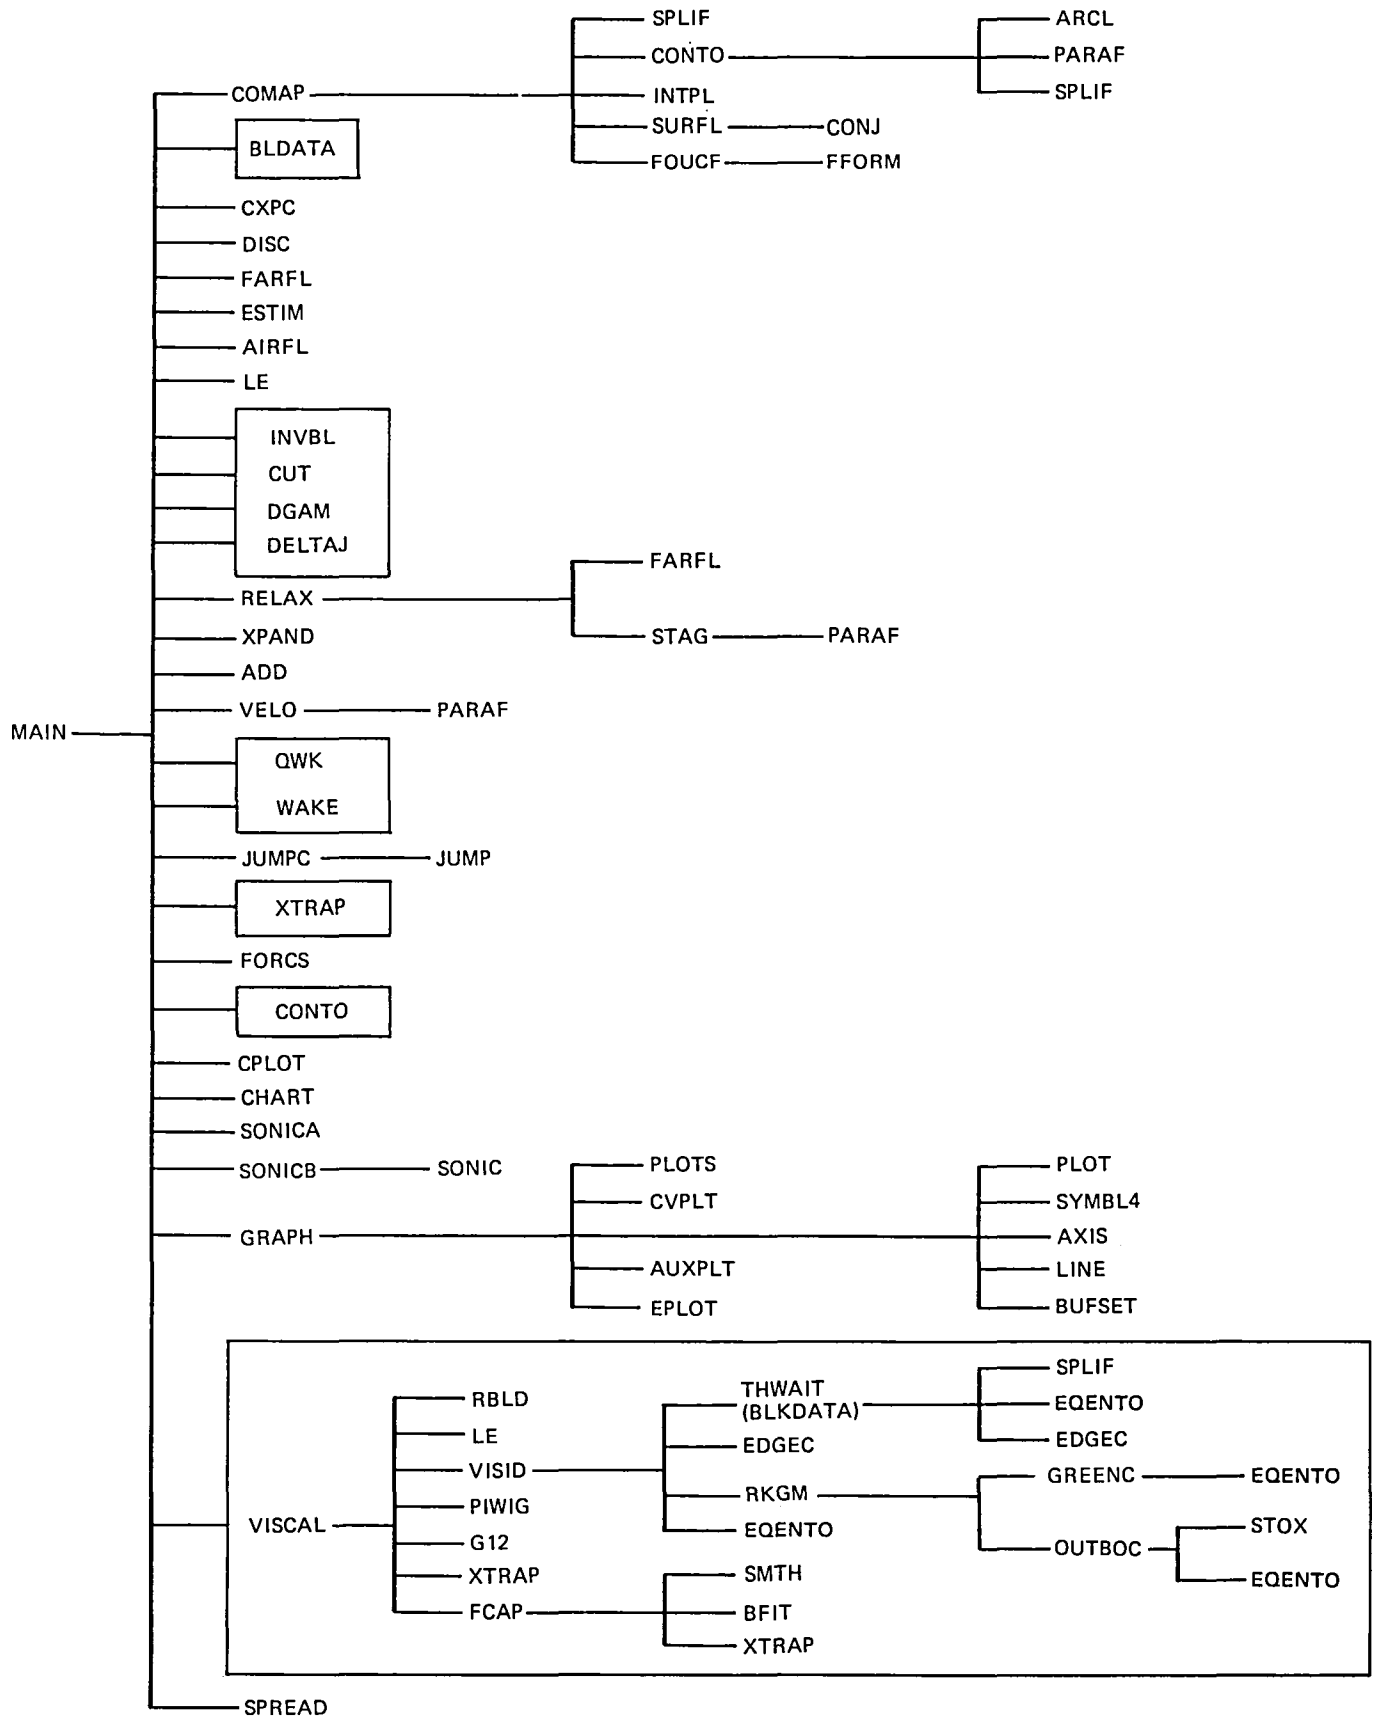 SPLIF
ARCL
CONTO
PARAF
COMAP
INTPL
SPLIF
SURFL
CONJ
BLDATA
FOUCF
FFORM
CXPC
DISC
FARFL
ESTIM
AIRFL
LE
INVBL
CUT
DGAM
DELTAJ
FARFL
RELAX
XPAND
STAG
PARAF
ADD
VELO
PARAF
MAIN
QWK
WAKE
JUMPC
JUMP
XTRAP
FORCS
CONTO
CPLOT
CHART
SONICA
SONICB
SONIC
PLOTS
PLOT
CVPLT
SYMBL4
GRAPH
AXIS
AUXPLT
LINE
EPLOT
BUFSET
VISCAL
RBLD
LE
VISID
PIWIG
G12
XTRAP
FCAP
THWAIT
(BLKDATA)
EDGEC
RKGM
EQENTO
SMTH
BFIT
XTRAP
SPLIF
EQENTO
EDGEC
GREENC
EQENTO
OUTBOC
STOX
EQENTO
SPREAD